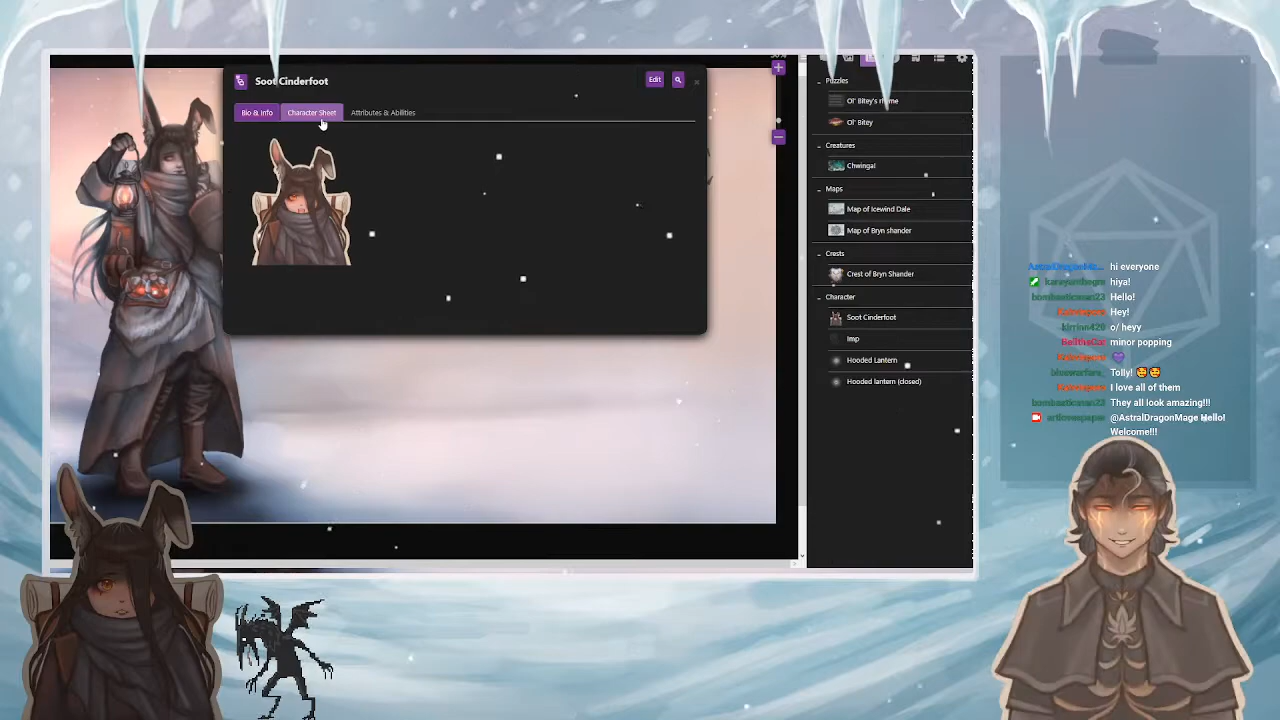 Soot Cinderfoot
Edit
Bio & Info
Character Sheet
Attributes & Abilities
Puzzles
Ol' Bitey's rhyme
Ol' Bitey
Creatures
Chwinga!
Maps
Map of Icewind Dale
Map of Bryn shander
Crests
Crest of Bryn Shander
Character
Soot Cinderfoot
Imp
Hooded Lantern
Hooded lantern (closed)
hi everyone
hiya!
bombasticman23 Hello!
Hey!
kirrinn420 o/ heyy
minor popping
Tolly!
I love all of them
bombasticman23 They all look amazing!!!
@AstralDragonMage Hello!
Welcome!!!